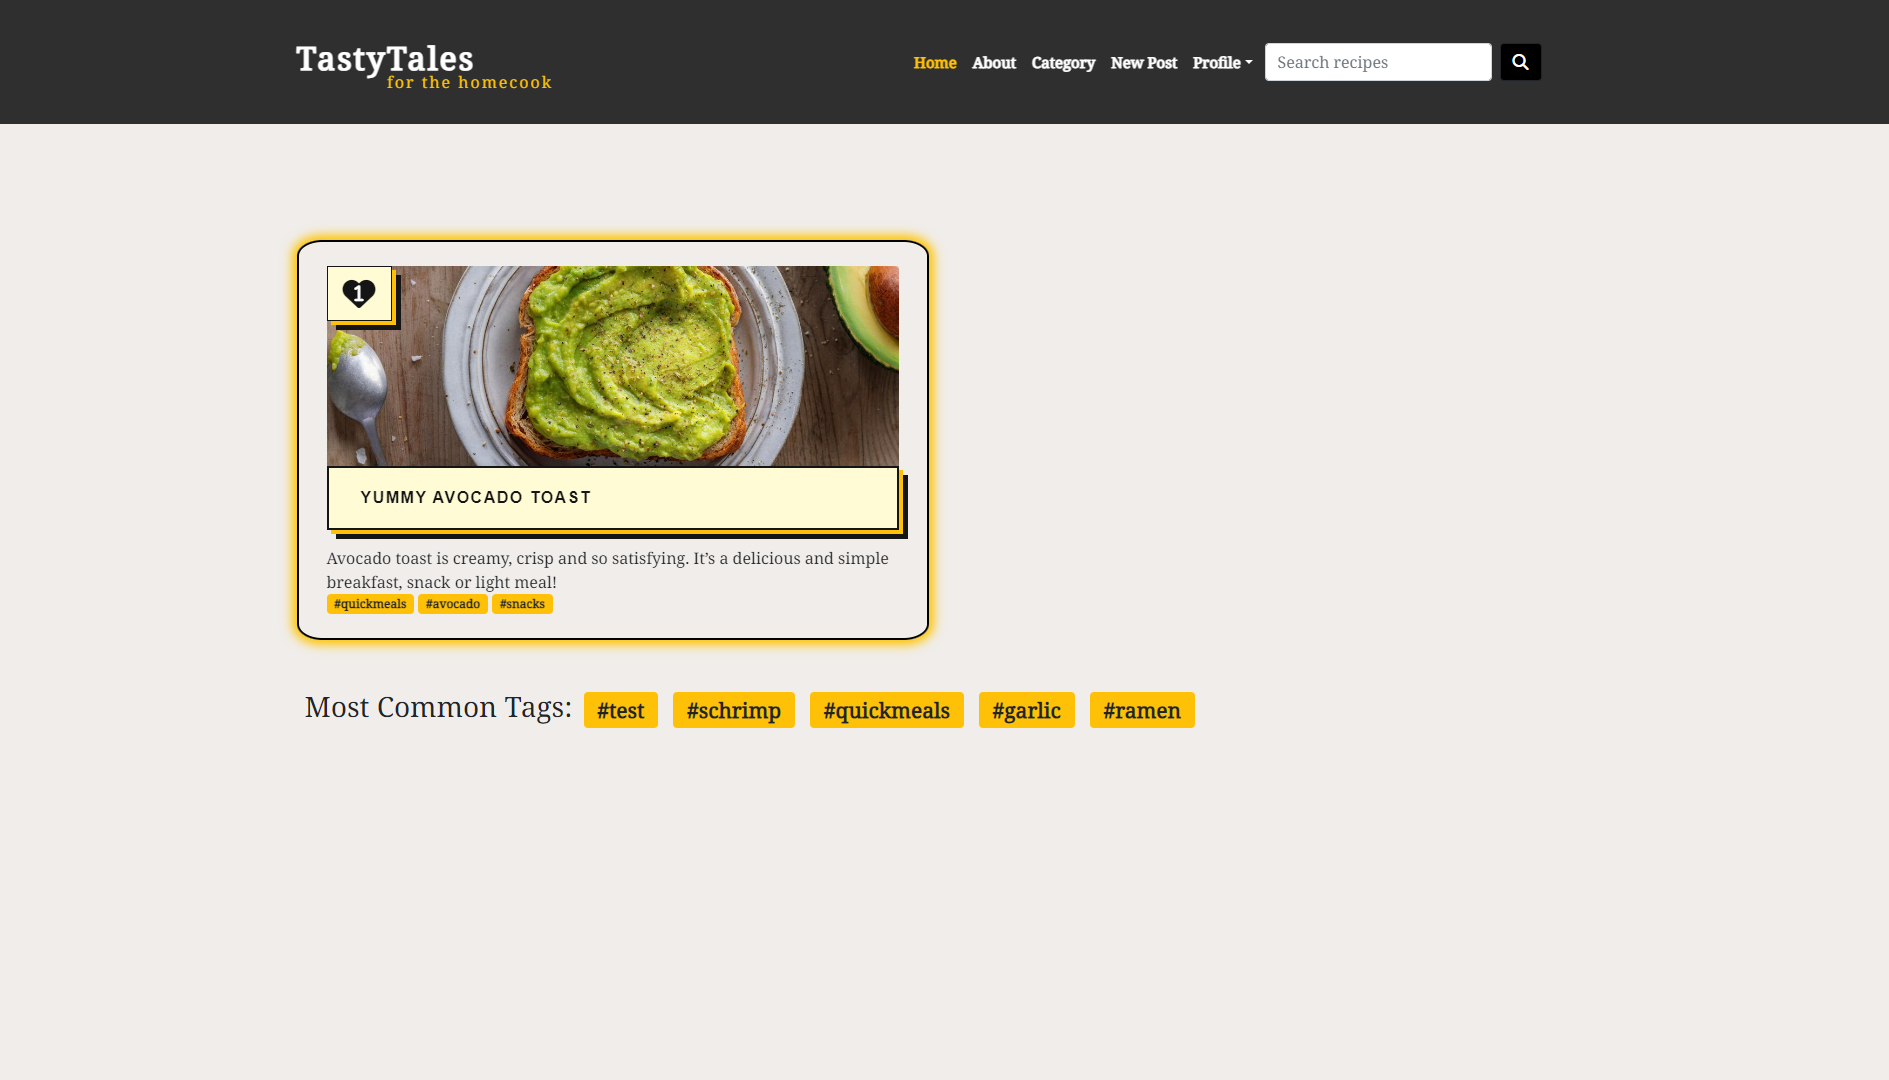 TastyTales
for the homecook
Home About Category New Post Profile Search recipes
1
YUMMY AVOCADO TOAST
Avocado toast is creamy, crisp and so satisfying. It’s a delicious and simple
breakfast, snack or light meal!
#quickmeals #avocado #snacks
Most Common Tags: #test #schrimp #quickmeals #garlic #ramen